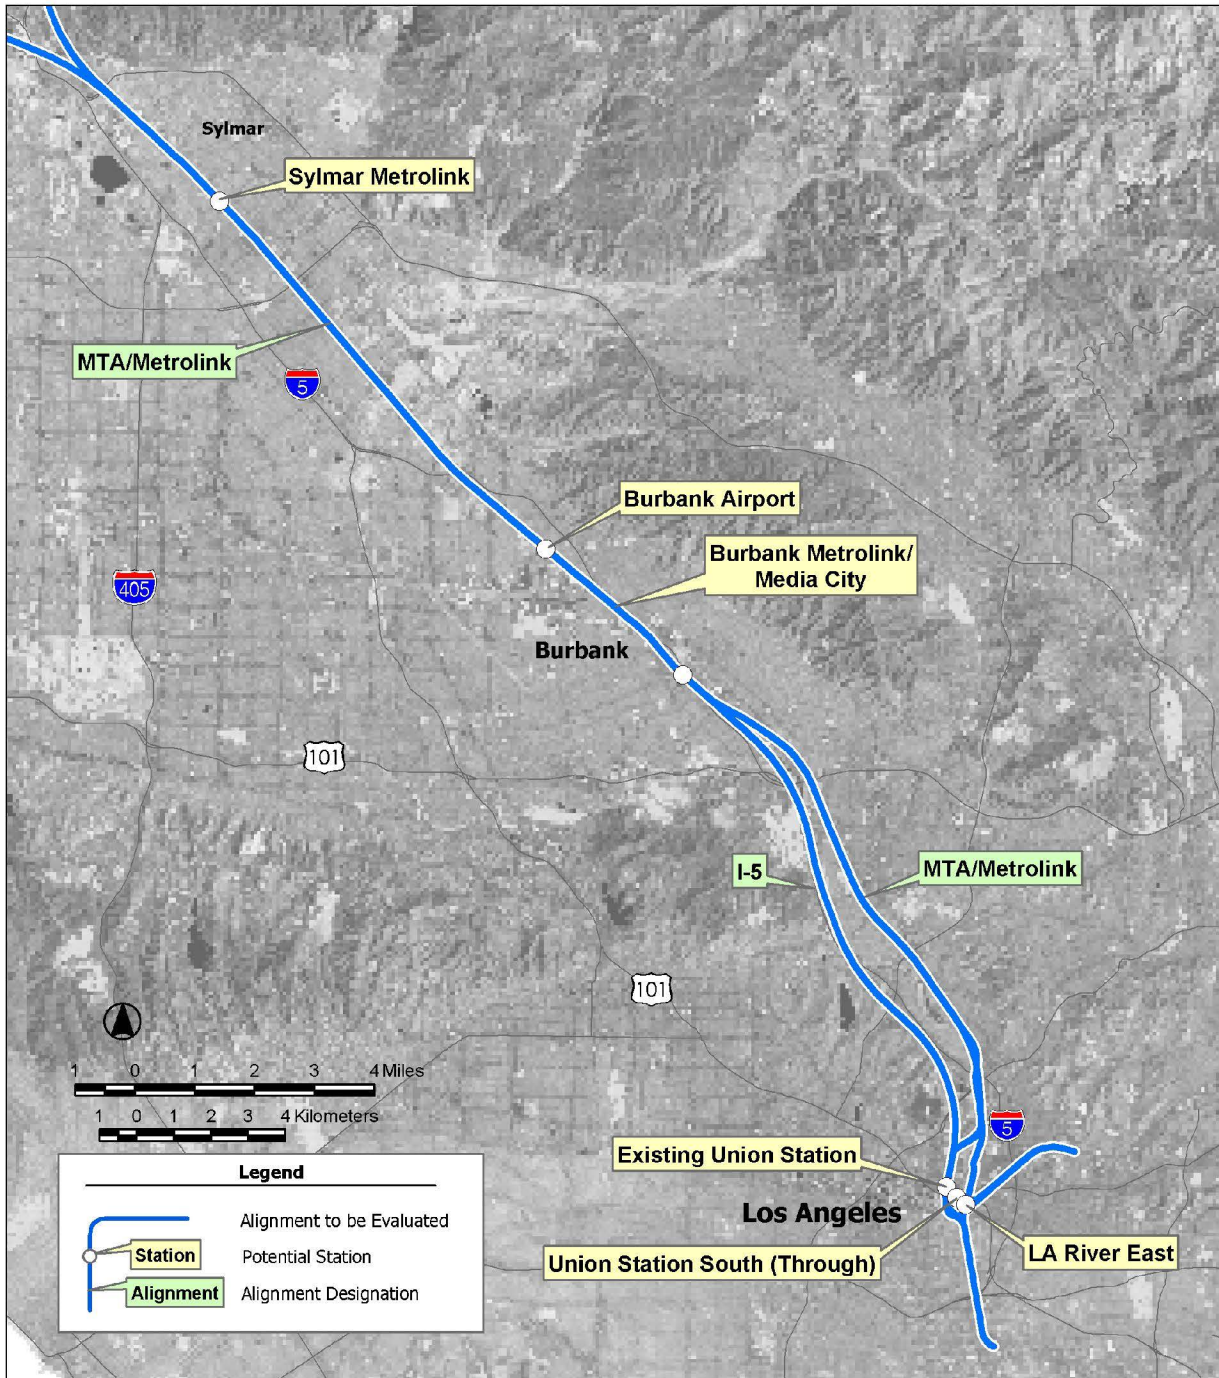 Sylmar
Sylmar Metrolink
MTA/Metrolink
5
Burbank Airport
Burbank Metrolink/
Media City
405
Burbank
101
I-5
MTA/Metrolink
101
1 0 1 2 3 4 Miles
1 0 1 2 3 4 Kilometers
5
Existing Union Station
Los Angeles
Union Station South (Through)
LA River East
Legend
Alignment to be Evaluated
Station Potential Station
Alignment Alignment Designation